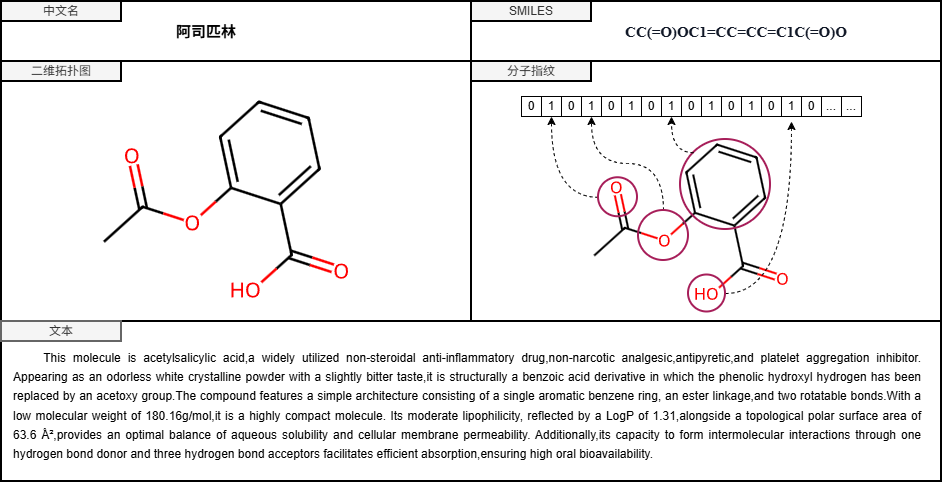 中文名
阿司匹林
SMILES
CC(=O)OC1=CC=CC=C1C(=O)O
二维拓扑图
O
O
O
HO
分子指纹
0 1 0 1 0 1 0 1 0 1 0 1 0 1 0 ... ...
O
O
O
HO
文本
This molecule is acetylsalicylic acid,a widely utilized non-steroidal anti-inflammatory drug,non-narcotic analgesic,antipyretic,and platelet aggregation inhibitor.
Appearing as an odorless white crystalline powder with a slightly bitter taste,it is structurally a benzoic acid derivative in which the phenolic hydroxyl hydrogen has been
replaced by an acetoxy group.The compound features a simple architecture consisting of a single aromatic benzene ring, an ester linkage,and two rotatable bonds.With a
low molecular weight of 180.16g/mol,it is a highly compact molecule. Its moderate lipophilicity, reflected by a LogP of 1.31,alongside a topological polar surface area of
63.6 Å²,provides an optimal balance of aqueous solubility and cellular membrane permeability. Additionally,its capacity to form intermolecular interactions through one
hydrogen bond donor and three hydrogen bond acceptors facilitates efficient absorption,ensuring high oral bioavailability.